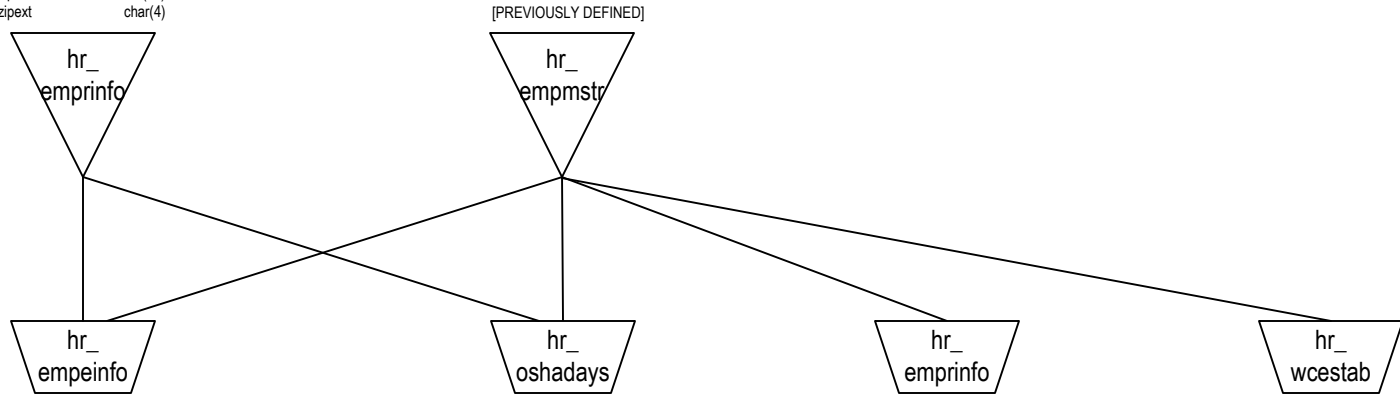 zipext char(4)
[PREVIOUSLY DEFINED]
hr_
emprinfo
hr_
empmstr
hr_
empeinfo
hr_
oshadays
hr_
emprinfo
hr_
wcestab